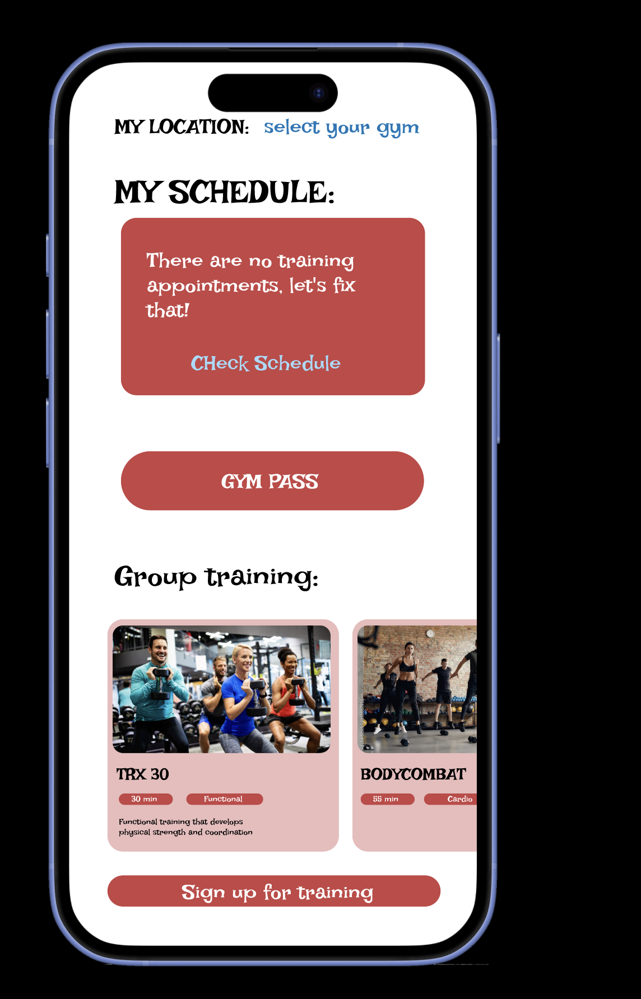 MY LOCATION: select your gym
MY SCHEDULE:
There are no training
appointments, let's fix
that!
CHeck Schedule
GYM PASS
Group training:
TRX 30
30 min Functional
Functional training that develops
physical strength and coordination
BODYCOMBAT
55 min Cardio
Sign up for training